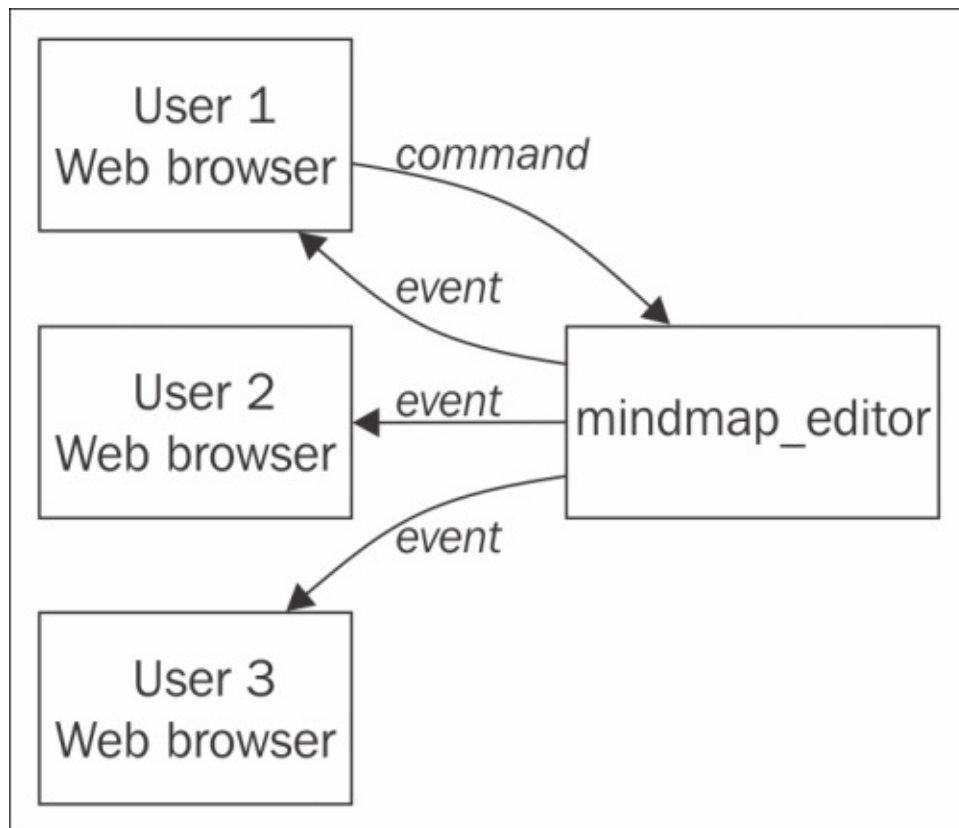 User 1
Web browser
command
event
User 2
Web browser
event
mindmap_editor
event
User 3
Web browser